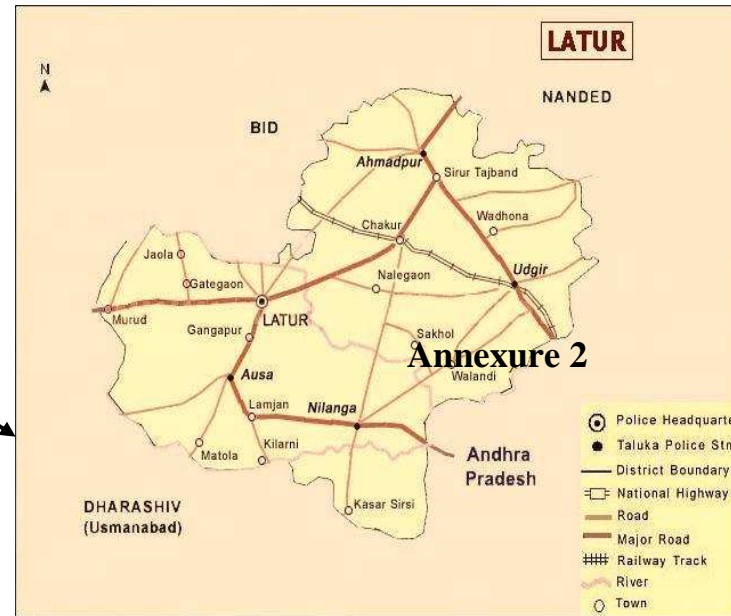 LATUR
N
NANDED
BID
Ahmadpur
Sirur Tajband
Wadhona
Chakur
Jaola
Udgir
Nalegaon
Gategaon
Murud
LATUR
Gangapur
Sakhol
Annexure 2
Walandi
Ausa
Lamjan
Nilanga
Matola
Kilarni
Andhra
Pradesh
DHARASHIV
(Usmanabad)
Kasar Sirsi
Police Headquarte
Taluka Police Stn
District Boundary
National Highway
Road
Major Road
Railway Track
River
Town